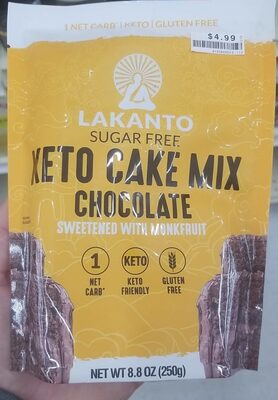 1 NET CARB* | KETO | GLUTEN FREE
$4.99
LAKANTO
SUGAR FREE
KETO CAKE MIX
CHOCOLATE
SWEETENED WITH MONKFRUIT
1 KETO
NET CARB* KETO FRIENDLY GLUTEN FREE
NET WT 8.8 OZ (250g)